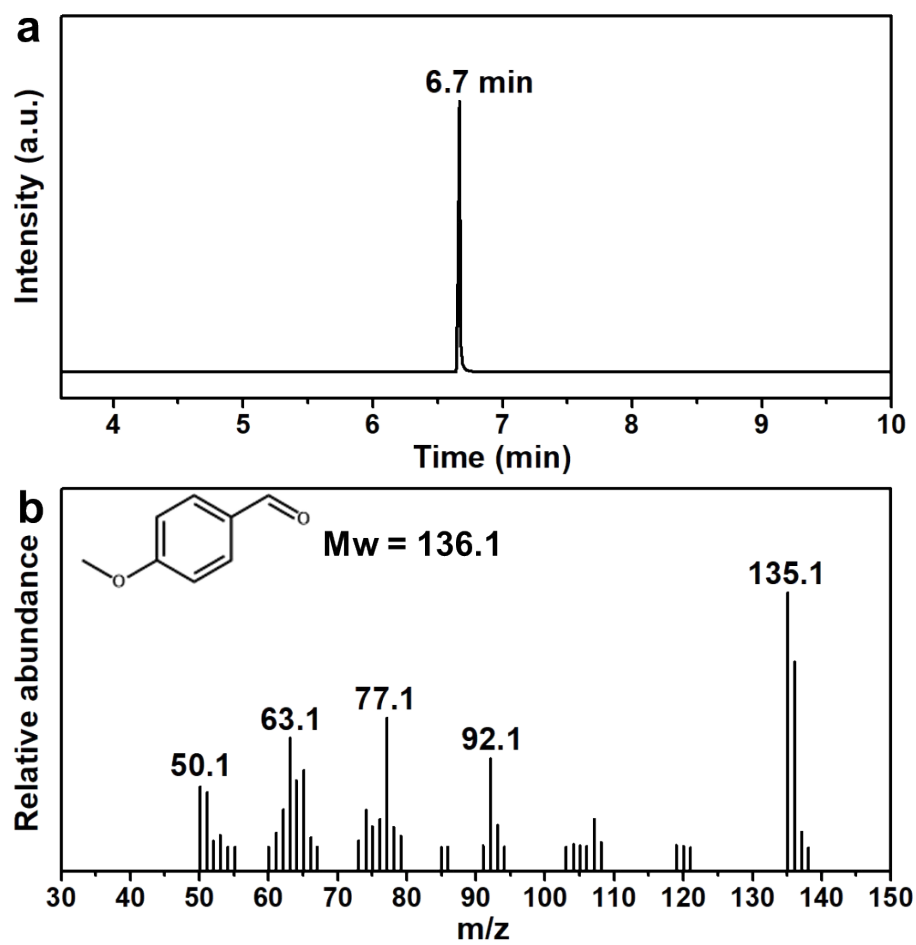 a
6.7 min
Intensity (a.u.)
4 5 6 7 8 9 10
Time (min)
b
O
O
Mw = 136.1
135.1
77.1
63.1
92.1
50.1
Relative abundance
30 40 50 60 70 80 90 100 110 120 130 140 150
m/z